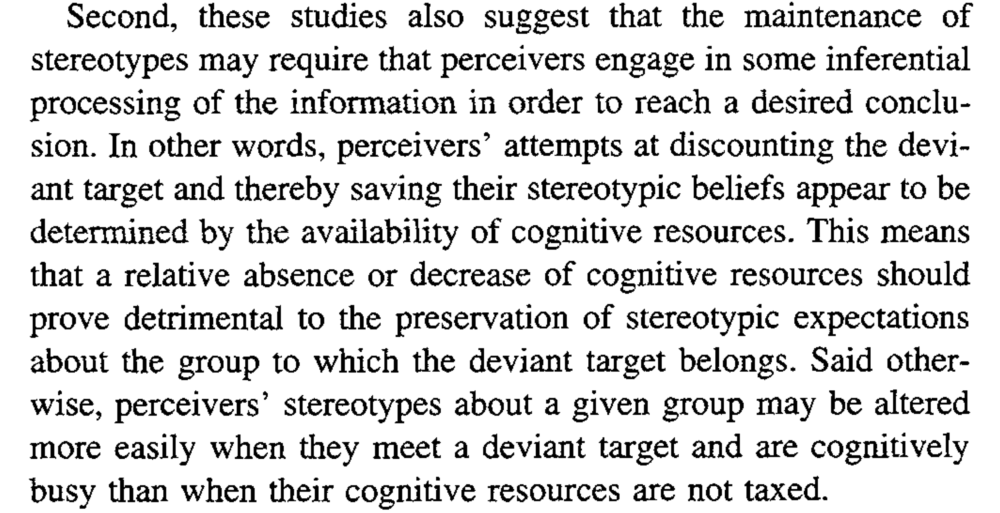 Second, these studies also suggest that the maintenance of
stereotypes may require that perceivers engage in some inferential
processing of the information in order to reach a desired conclu-
sion. In other words, perceivers’ attempts at discounting the devi-
ant target and thereby saving their stereotypic beliefs appear to be
determined by the availability of cognitive resources. This means
that a relative absence or decrease of cognitive resources should
prove detrimental to the preservation of stereotypic expectations
about the group to which the deviant target belongs. Said other-
wise, perceivers’ stereotypes about a given group may be altered
more easily when they meet a deviant target and are cognitively
busy than when their cognitive resources are not taxed.